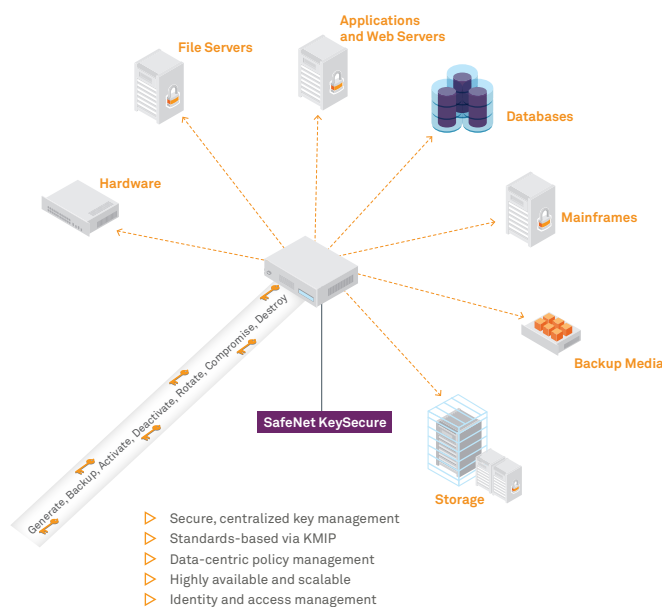 Applications
and Web Servers
File Servers
Databases
Hardware
Mainframes
Backup Media
Generate, Backup, Activate, Deactivate, Rotate, Compromise, Destroy
SafeNet KeySecure
Storage
Secure, centralized key management
Standards-based via KMIP
Data-centric policy management
Highly available and scalable
Identity and access management